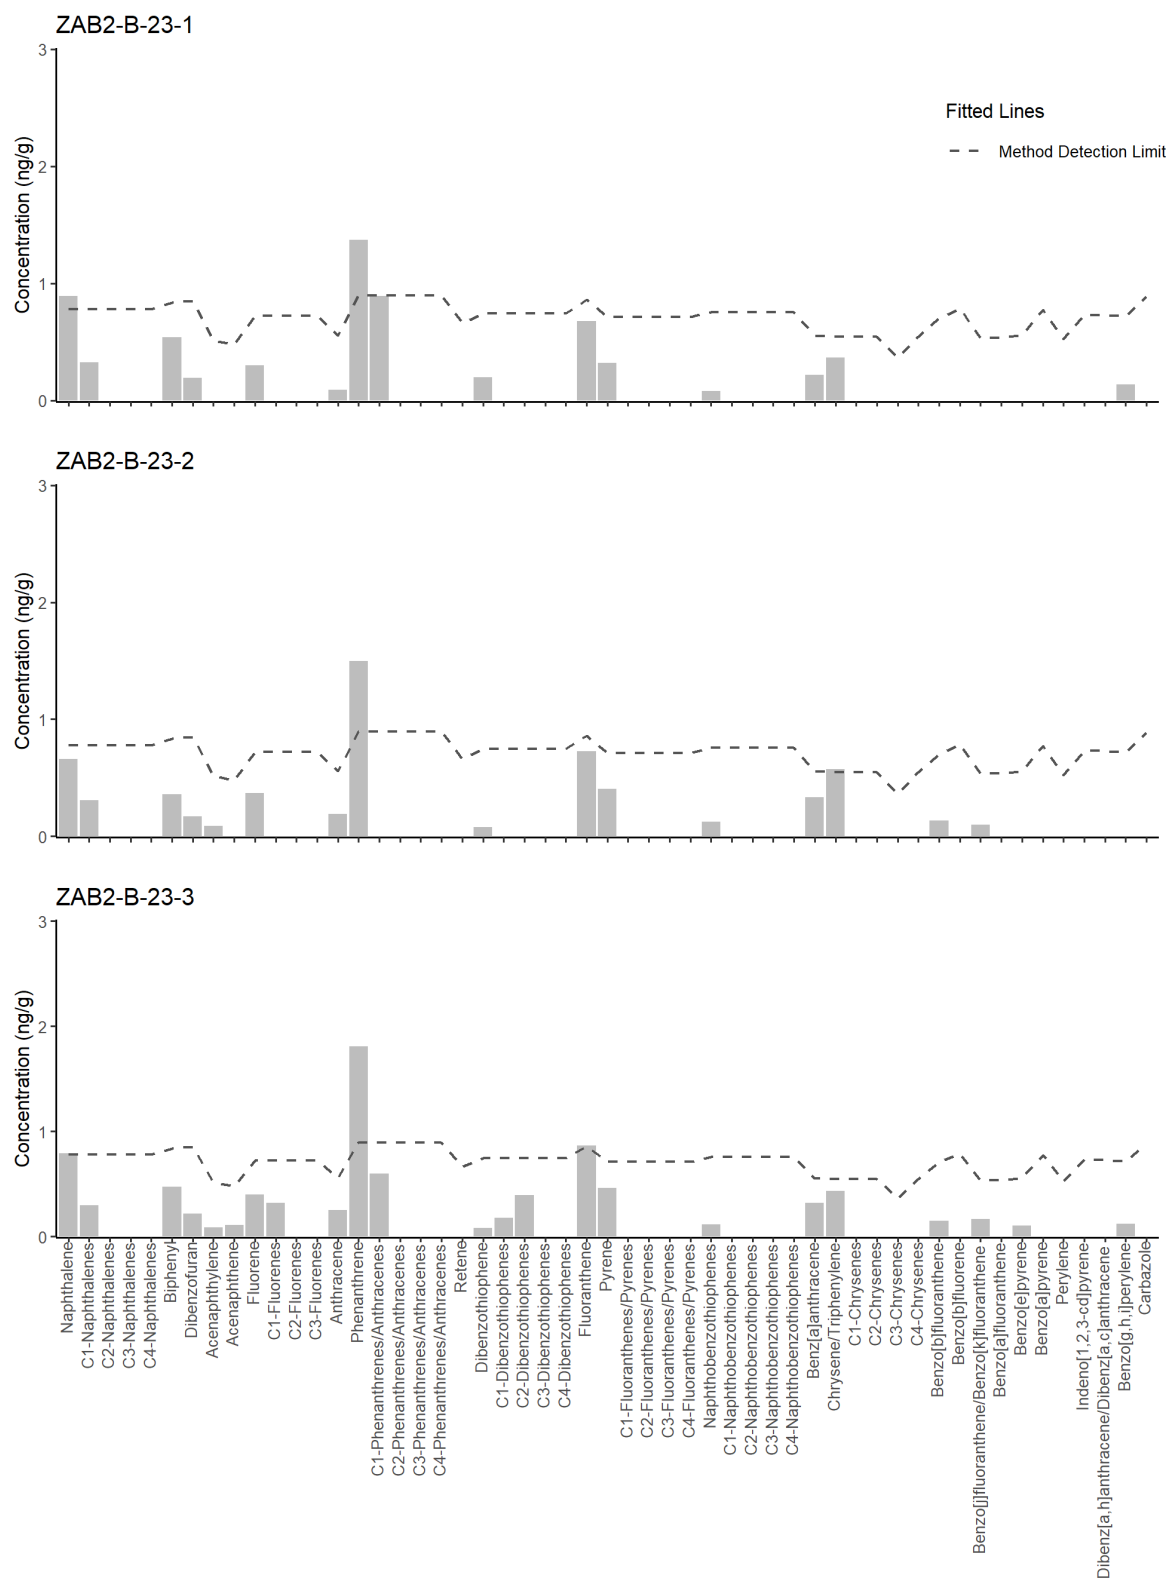 ZAB2-B-23-1
3
2
1
0
Concentration (ng/g)
Fitted Lines
Method Detection Limit
ZAB2-B-23-2
3
2
1
0
Concentration (ng/g)
ZAB2-B-23-3
3
2
1
0
Concentration (ng/g)
Naphthalene
C1-Naphthalenes
C2-Naphthalenes
C3-Naphthalenes
C4-Naphthalenes
Biphenyl
Dibenzofuran
Acenaphthylene
Acenaphthene
Fluorene
C1-Fluorenes
C2-Fluorenes
C3-Fluorenes
Anthracene
Phenanthrene
C1-Phenanthrenes/Anthracenes
C2-Phenanthrenes/Anthracenes
C3-Phenanthrenes/Anthracenes
C4-Phenanthrenes/Anthracenes
Retene
Dibenzothiophene
C1-Dibenzothiophenes
C2-Dibenzothiophenes
C3-Dibenzothiophenes
C4-Dibenzothiophenes
Fluoranthene
Pyrene
C1-Fluoranthenes/Pyrenes
C2-Fluoranthenes/Pyrenes
C3-Fluoranthenes/Pyrenes
C4-Fluoranthenes/Pyrenes
Naphthobenzothiophenes
C1-Naphthobenzothiophenes
C2-Naphthobenzothiophenes
C3-Naphthobenzothiophenes
C4-Naphthobenzothiophenes
Benz[a]anthracene
Chrysene/Triphenylene
C1-Chrysenes
C2-Chrysenes
C3-Chrysenes
C4-Chrysenes
Benzo[b]fluoranthene
Benzo[b]fluorene
Benzo[j]fluoranthene/Benzo[k]fluoranthene
Benzo[a]fluoranthene
Benzo[e]pyrene
Benzo[a]pyrene
Perylene
Indeno[1,2,3-cd]pyrene
Dibenz[a,h]anthracene/Dibenz[a,c]anthracene
Benzo[g,h,i]perylene
Carbazole